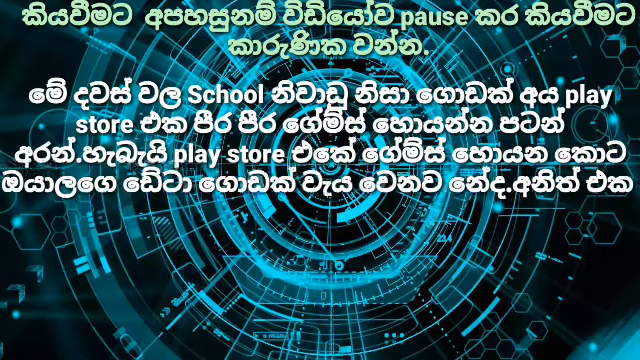 කියවීමට අපහසුනම් වීඩියෝව pause කර කියවීමට
කාරුණික වන්න.
මේ දවස් වල School නිවාඩු නිසා ගොඩක් අය play
store එක පීර පීර ගේම්ස් හොයන්න පටන්
අරන්.හැබැයි play store එකේ ගේම්ස් හොයන කොට
ඔයාලගෙ ඩේටා ගොඩක් වැය වෙනව නේද.අනිත් එක